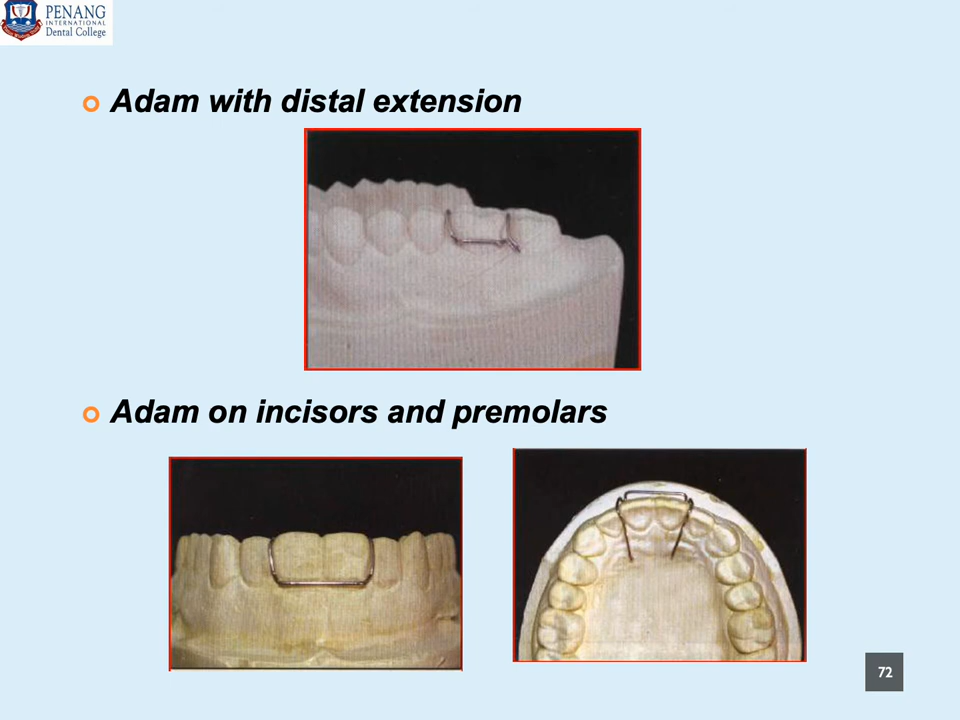 PENANG
INTERNATIONAL
Dental College
Adam with distal extension
Adam on incisors and premolars
72